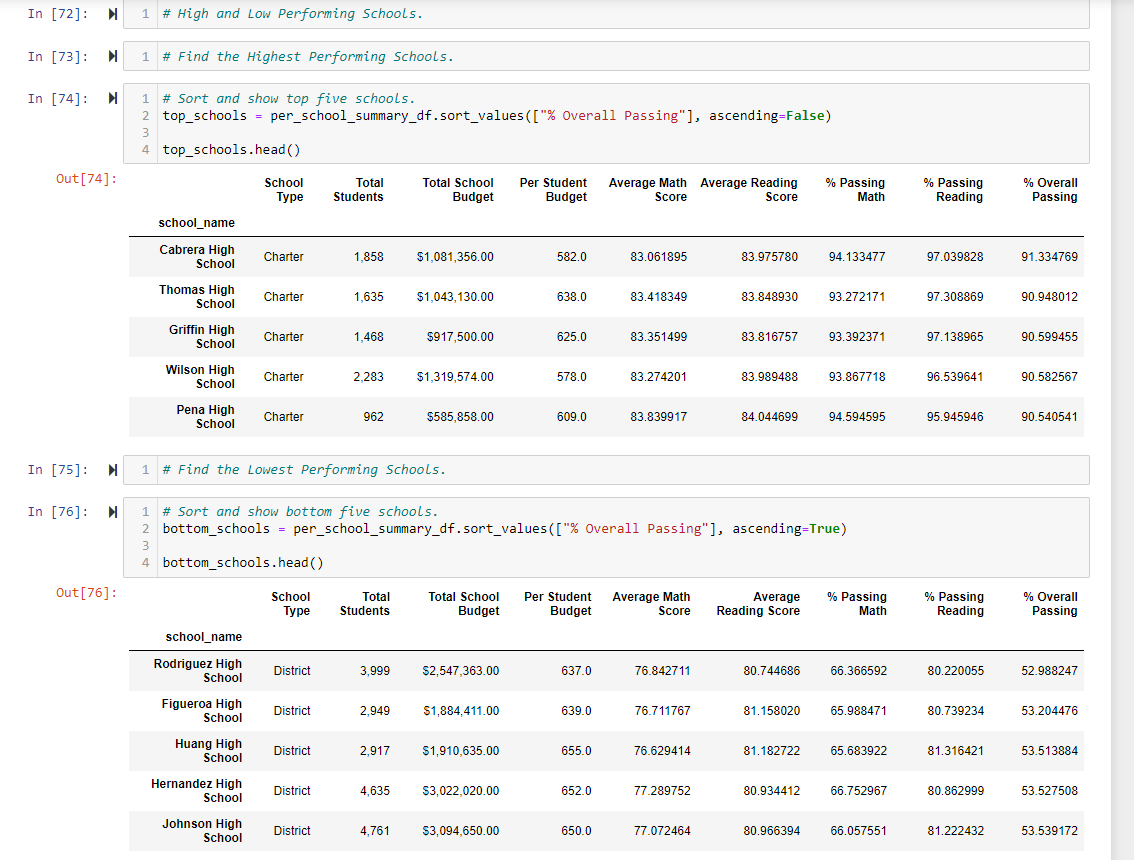 In [72]: 1 # High and Low Performing Schools.
In [73]: 1 # Find the Highest Performing Schools.
In [74]: 1 # Sort and show top five schools.
2 top_schools = per_school_summary_df.sort_values(["% Overall Passing"], ascending=False)
3
4 top_schools.head()
Out[74]:
School Type Total Students Total School Budget Per Student Budget Average Math Score Average Reading Score % Passing Math % Passing Reading % Overall Passing
school_name
Cabrera High School Charter 1,858 $1,081,356.00 582.0 83.061895 83.975780 94.133477 97.039828 91.334769
Thomas High School Charter 1,635 $1,043,130.00 638.0 83.418349 83.848930 93.272171 97.308869 90.948012
Griffin High School Charter 1,468 $917,500.00 625.0 83.351499 83.816757 93.392371 97.138965 90.599455
Wilson High School Charter 2,283 $1,319,574.00 578.0 83.274201 83.989488 93.867718 96.539641 90.582567
Pena High School Charter 962 $585,858.00 609.0 83.839917 84.044699 94.594595 95.945946 90.540541
In [75]: 1 # Find the Lowest Performing Schools.
In [76]: 1 # Sort and show bottom five schools.
2 bottom_schools = per_school_summary_df.sort_values(["% Overall Passing"], ascending=True)
3
4 bottom_schools.head()
Out[76]:
School Type Total Students Total School Budget Per Student Budget Average Math Score Average Reading Score % Passing Math % Passing Reading % Overall Passing
school_name
Rodriguez High School District 3,999 $2,547,363.00 637.0 76.842711 80.744686 66.366592 80.220055 52.988247
Figueroa High School District 2,949 $1,884,411.00 639.0 76.711767 81.158020 65.988471 80.739234 53.204476
Huang High School District 2,917 $1,910,635.00 655.0 76.629414 81.182722 65.683922 81.316421 53.513884
Hernandez High School District 4,635 $3,022,020.00 652.0 77.289752 80.934412 66.752967 80.862999 53.527508
Johnson High School District 4,761 $3,094,650.00 650.0 77.072464 80.966394 66.057551 81.222432 53.539172